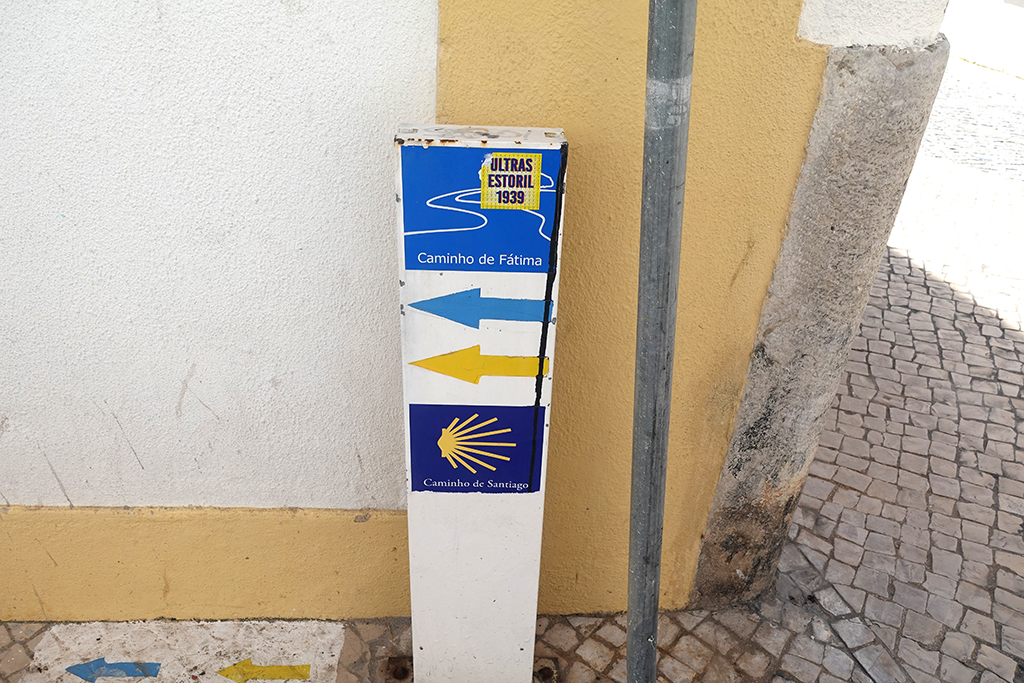 ULTRAS
ESTORIL
1939
Caminho de Fátima
Caminho de Santiago